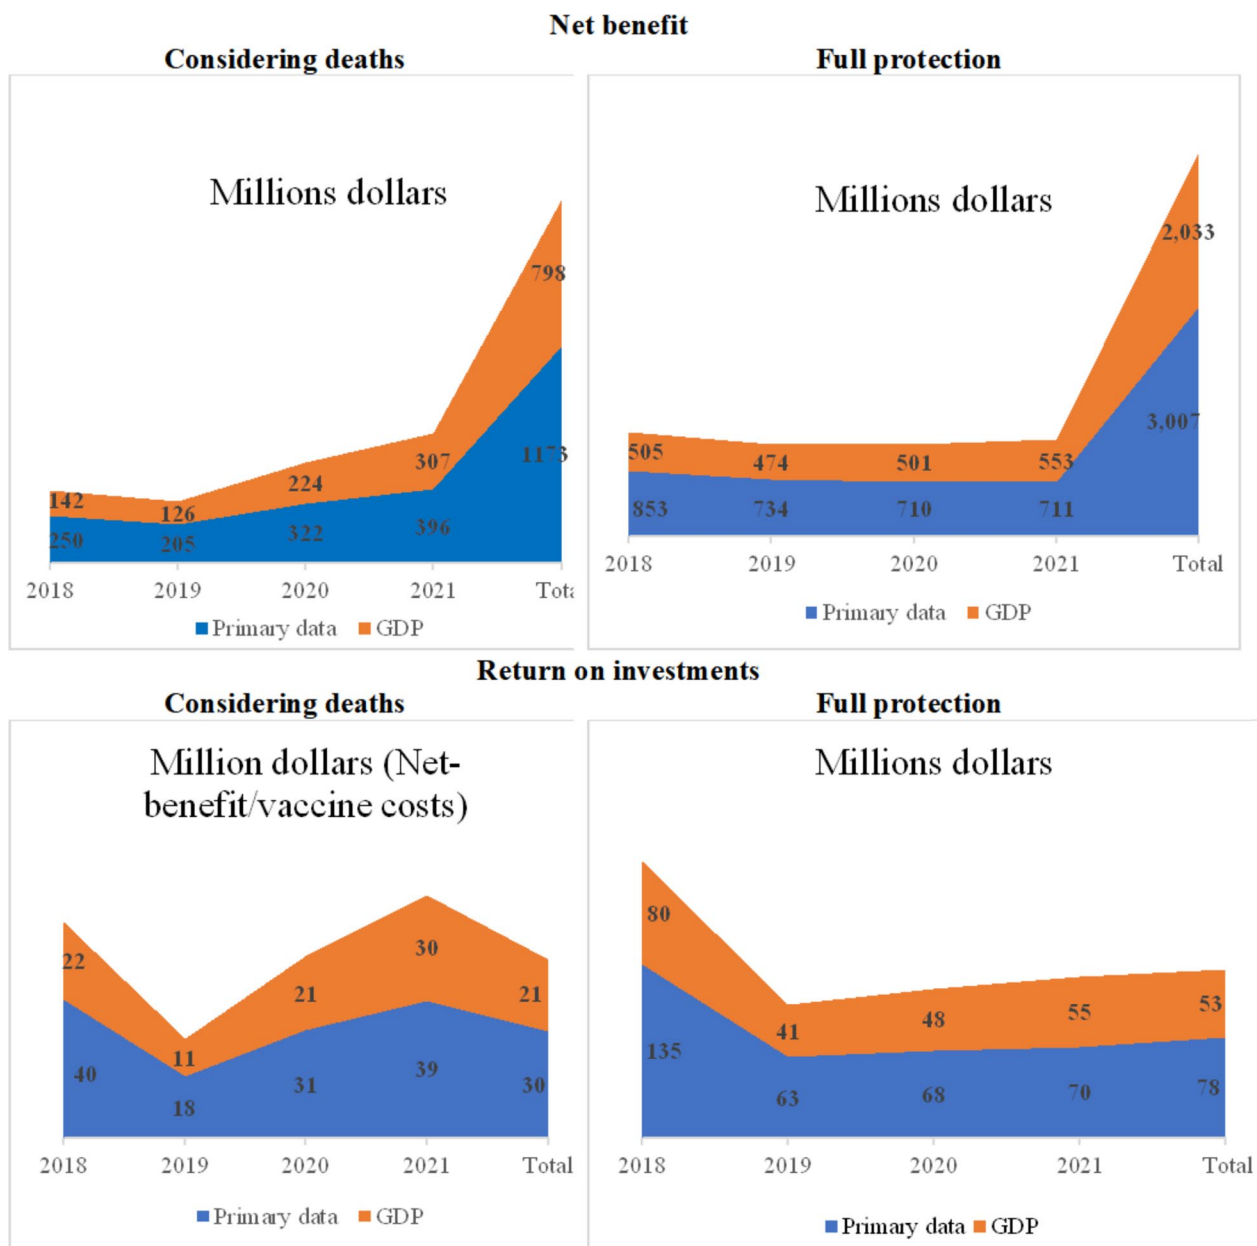 Net benefit
Considering deaths
Millions dollars
798
1173
307
224
142
126
396
322
250
205
2018 2019 2020 2021 Tota
Primary data GDP
Full protection
Millions dollars
2,033
3,007
505
474
501
553
853
734
710
711
2018 2019 2020 2021 Total
Primary data GDP
Return on investments
Considering deaths
Million dollars (Net-
benefit/vaccine costs)
22
11
21
30
21
40
18
31
39
30
2018 2019 2020 2021 Total
Primary data GDP
Full protection
Millions dollars
80
41
48
55
53
135
63
68
70
78
2018 2019 2020 2021 Total
Primary data GDP